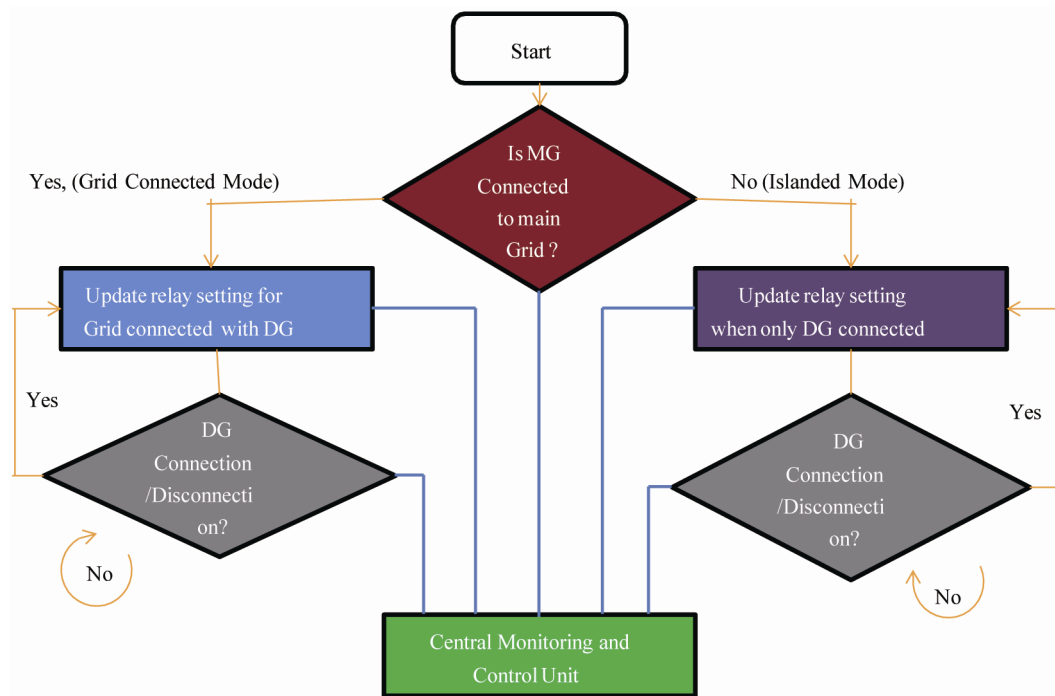 Start
Is MG
Connected
to main
Grid ?
Yes, (Grid Connected Mode)
No (Islanded Mode)
Update relay setting for
Grid connected with DG
Update relay setting
when only DG connected
Yes
DG
Connection
/Disconnecti
on?
No
Yes
DG
Connection
/Disconnecti
on?
No
Central Monitoring and
Control Unit